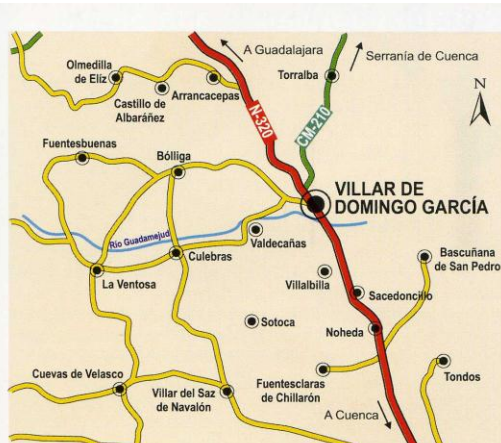 A Guadalajara
Serranía de Cuenca
Olmedilla
de Elíz
Castillo de
Albaráñez
Arrancacepas
Torralba
N
N-320
CM-210
Fuentesbuenas
Bólliga
VILLAR DE
DOMINGO GARCÍA
Río Guadamejud
Valdecañas
Culebras
La Ventosa
Bascuñana
de San Pedro
Villalbilla
Sacedoncillo
Sotoca
Noheda
Cuevas de Velasco
Villar del Saz
de Navalón
Fuentesclaras
de Chillarón
Tondos
A Cuenca